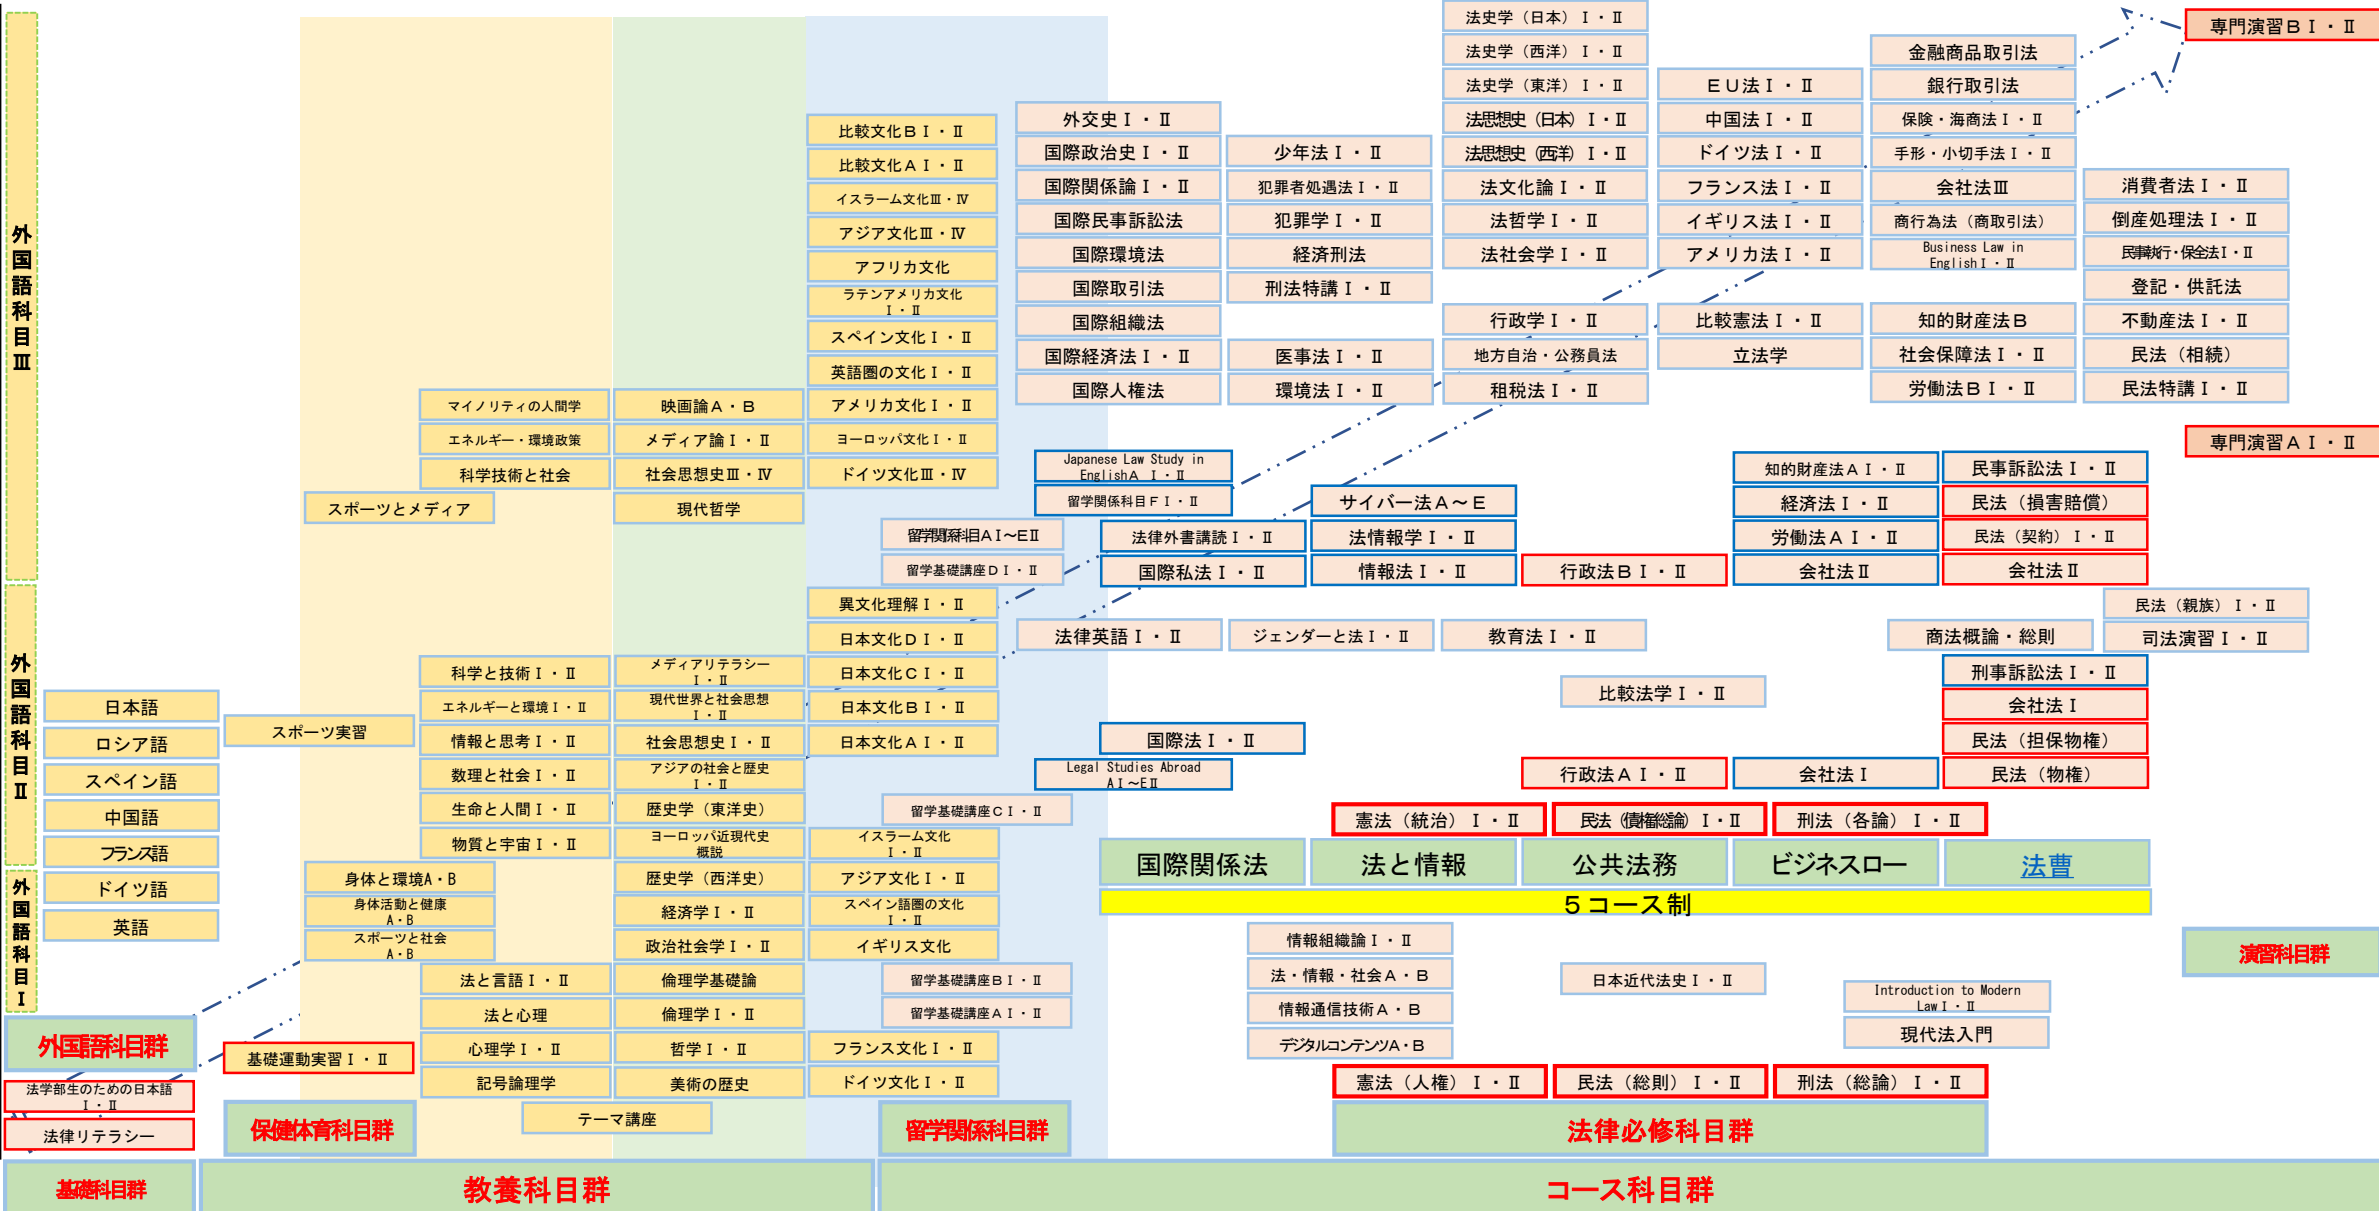 外国語科目Ⅲ
外国語科目Ⅱ
外国語科目Ⅰ
外国語科目群
法学部生のための日本語
Ⅰ・Ⅱ
法律リテラシー
基礎科目群
日本語
ロシア語
スペイン語
中国語
フランス語
ドイツ語
英語
スポーツ実習
基礎運動実習Ⅰ・Ⅱ
保健体育科目群
スポーツとメディア
身体と環境A・B
身体活動と健康
A・B
スポーツと社会
A・B
マイノリティの人間学
エネルギー・環境政策
科学技術と社会
科学と技術Ⅰ・Ⅱ
エネルギーと環境Ⅰ・Ⅱ
情報と思考Ⅰ・Ⅱ
数理と社会Ⅰ・Ⅱ
生命と人間Ⅰ・Ⅱ
物質と宇宙Ⅰ・Ⅱ
法と言語Ⅰ・Ⅱ
法と心理
心理学Ⅰ・Ⅱ
記号論理学
テーマ講座
映画論A・B
メディア論Ⅰ・Ⅱ
社会思想史Ⅲ・Ⅳ
現代哲学
メディアリテラシー
Ⅰ・Ⅱ
現代世界と社会思想
Ⅰ・Ⅱ
社会思想史Ⅰ・Ⅱ
アジアの社会と歴史
Ⅰ・Ⅱ
歴史学（東洋史）
ヨーロッパ近現代史
概説
歴史学（西洋史）
経済学Ⅰ・Ⅱ
政治社会学Ⅰ・Ⅱ
倫理学基礎論
倫理学Ⅰ・Ⅱ
哲学Ⅰ・Ⅱ
美術の歴史
教養科目群
比較文化BⅠ・Ⅱ
比較文化AⅠ・Ⅱ
イスラーム文化Ⅲ・Ⅳ
アジア文化Ⅲ・Ⅳ
アフリカ文化
ラテンアメリカ文化
Ⅰ・Ⅱ
スペイン文化Ⅰ・Ⅱ
英語圏の文化Ⅰ・Ⅱ
アメリカ文化Ⅰ・Ⅱ
ヨーロッパ文化Ⅰ・Ⅱ
ドイツ文化Ⅲ・Ⅳ
留学関係科目AⅠ～EⅡ
留学基礎講座DⅠ・Ⅱ
異文化理解Ⅰ・Ⅱ
日本文化DⅠ・Ⅱ
日本文化CⅠ・Ⅱ
日本文化BⅠ・Ⅱ
日本文化AⅠ・Ⅱ
留学基礎講座CⅠ・Ⅱ
イスラーム文化
Ⅰ・Ⅱ
アジア文化Ⅰ・Ⅱ
スペイン語圏の文化
Ⅰ・Ⅱ
イギリス文化
留学基礎講座BⅠ・Ⅱ
留学基礎講座AⅠ・Ⅱ
フランス文化Ⅰ・Ⅱ
ドイツ文化Ⅰ・Ⅱ
留学関係科目群
外交史Ⅰ・Ⅱ
国際政治史Ⅰ・Ⅱ
国際関係論Ⅰ・Ⅱ
国際民事訴訟法
国際環境法
国際取引法
国際組織法
国際経済法Ⅰ・Ⅱ
国際人権法
Japanese Law Study in
EnglishA Ⅰ・Ⅱ
留学関係科目FⅠ・Ⅱ
法律外書講読Ⅰ・Ⅱ
国際私法Ⅰ・Ⅱ
法律英語Ⅰ・Ⅱ
国際法Ⅰ・Ⅱ
Legal Studies Abroad
AⅠ～EⅡ
少年法Ⅰ・Ⅱ
犯罪者処遇法Ⅰ・Ⅱ
犯罪学Ⅰ・Ⅱ
経済刑法
刑法特講Ⅰ・Ⅱ
医事法Ⅰ・Ⅱ
環境法Ⅰ・Ⅱ
サイバー法A～E
法情報学Ⅰ・Ⅱ
情報法Ⅰ・Ⅱ
ジェンダーと法Ⅰ・Ⅱ
法史学（日本）Ⅰ・Ⅱ
法史学（西洋）Ⅰ・Ⅱ
法史学（東洋）Ⅰ・Ⅱ
法思想史（日本）Ⅰ・Ⅱ
法思想史（西洋）Ⅰ・Ⅱ
法文化論Ⅰ・Ⅱ
法哲学Ⅰ・Ⅱ
法社会学Ⅰ・Ⅱ
行政学Ⅰ・Ⅱ
地方自治・公務員法
租税法Ⅰ・Ⅱ
行政法BⅠ・Ⅱ
教育法Ⅰ・Ⅱ
比較法学Ⅰ・Ⅱ
行政法AⅠ・Ⅱ
EU法Ⅰ・Ⅱ
中国法Ⅰ・Ⅱ
ドイツ法Ⅰ・Ⅱ
フランス法Ⅰ・Ⅱ
イギリス法Ⅰ・Ⅱ
アメリカ法Ⅰ・Ⅱ
比較憲法Ⅰ・Ⅱ
立法学
金融商品取引法
銀行取引法
保険・海商法Ⅰ・Ⅱ
手形・小切手法Ⅰ・Ⅱ
会社法Ⅲ
商行為法（商取引法）
Business Law in
EnglishⅠ・Ⅱ
知的財産法B
社会保障法Ⅰ・Ⅱ
労働法BⅠ・Ⅱ
知的財産法AⅠ・Ⅱ
経済法Ⅰ・Ⅱ
労働法AⅠ・Ⅱ
会社法Ⅱ
商法概論・総則
会社法Ⅰ
消費者法Ⅰ・Ⅱ
倒産処理法Ⅰ・Ⅱ
民事執行・保全法Ⅰ・Ⅱ
登記・供託法
不動産法Ⅰ・Ⅱ
民法（相続）
民法特講Ⅰ・Ⅱ
民事訴訟法Ⅰ・Ⅱ
民法（損害賠償）
民法（契約）Ⅰ・Ⅱ
会社法Ⅱ
民法（親族）Ⅰ・Ⅱ
司法演習Ⅰ・Ⅱ
刑事訴訟法Ⅰ・Ⅱ
会社法Ⅰ
民法（担保物権）
民法（物権）
専門演習BⅠ・Ⅱ
専門演習AⅠ・Ⅱ
演習科目群
憲法（統治）Ⅰ・Ⅱ
民法（債権総論）Ⅰ・Ⅱ
刑法（各論）Ⅰ・Ⅱ
国際関係法
法と情報
公共法務
ビジネスロー
法曹
５コース制
情報組織論Ⅰ・Ⅱ
法・情報・社会A・B
情報通信技術A・B
デジタルコンテンツA・B
日本近代法史Ⅰ・Ⅱ
Introduction to Modern
LawⅠ・Ⅱ
現代法入門
憲法（人権）Ⅰ・Ⅱ
民法（総則）Ⅰ・Ⅱ
刑法（総論）Ⅰ・Ⅱ
法律必修科目群
コース科目群